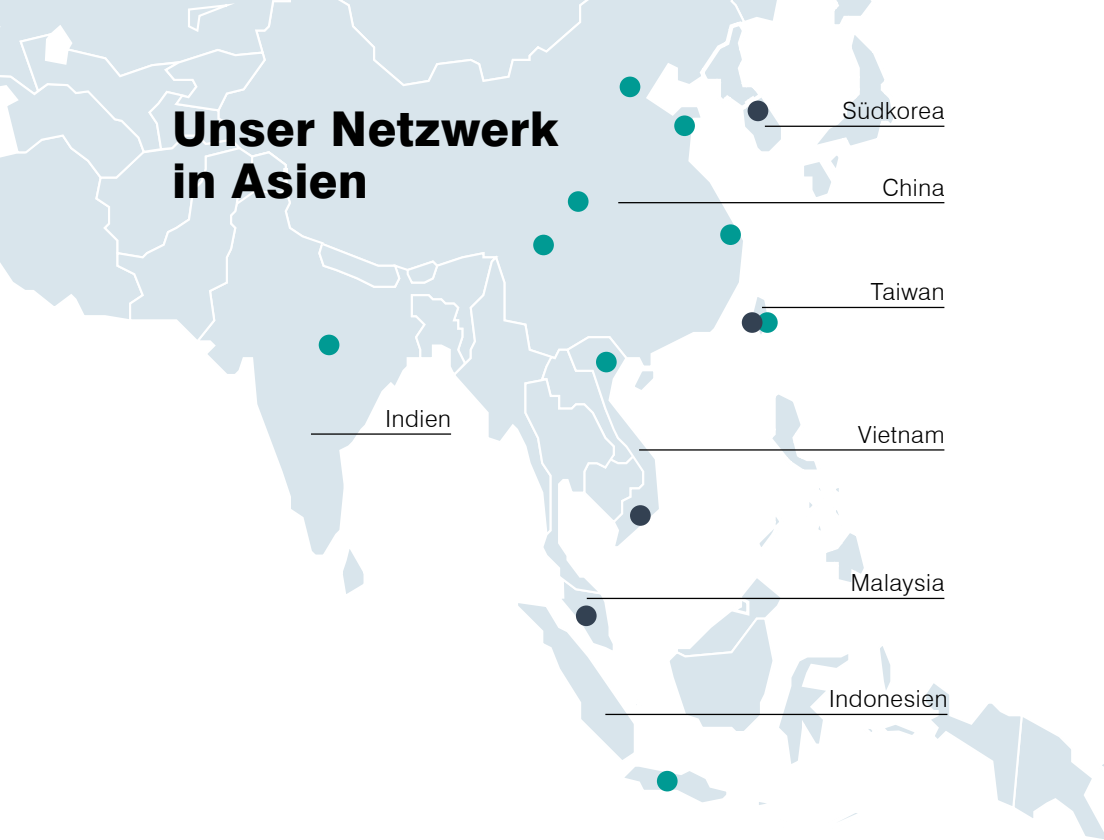 Unser Netzwerk
in Asien
Südkorea
China
Taiwan
Indien
Vietnam
Malaysia
Indonesien